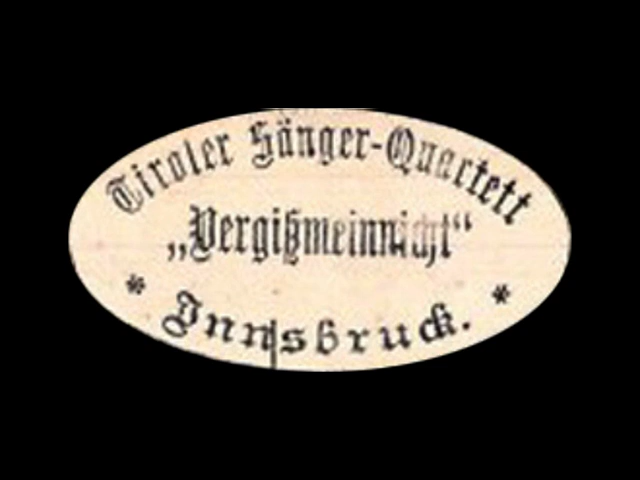 Tiroler Sänger-Quartett
„Vergißmeinnicht“
* Innsbruck. *